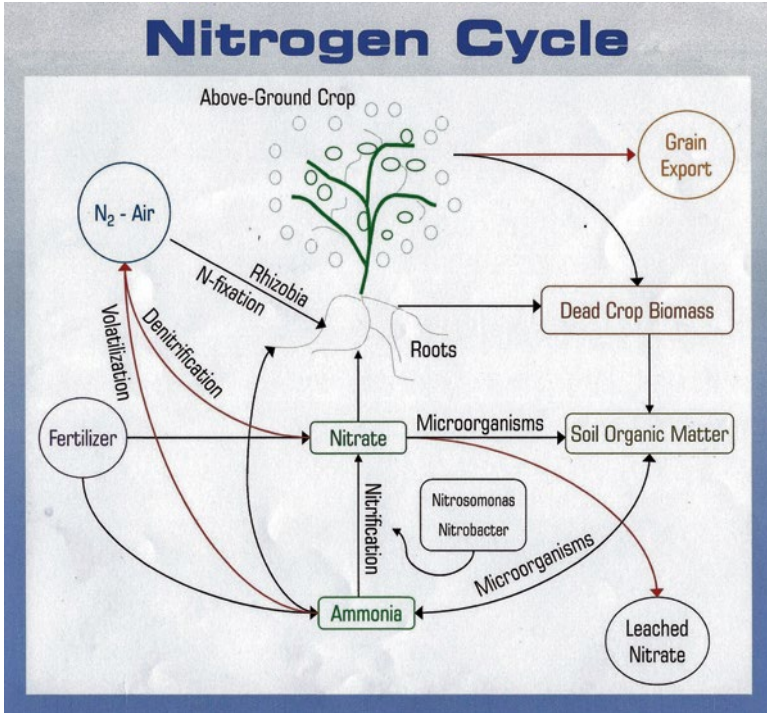 Nitrogen Cycle
Above-Ground Crop
Grain
Export
N₂ - Air
Rhizobia
N-fixation
Dead Crop Biomass
Volatilization
Denitrification
Roots
Fertilizer
Nitrate
Microorganisms
Soil Organic Matter
Nitrification
Nitrosomonas
Nitrobacter
Microorganisms
Ammonia
Leached
Nitrate